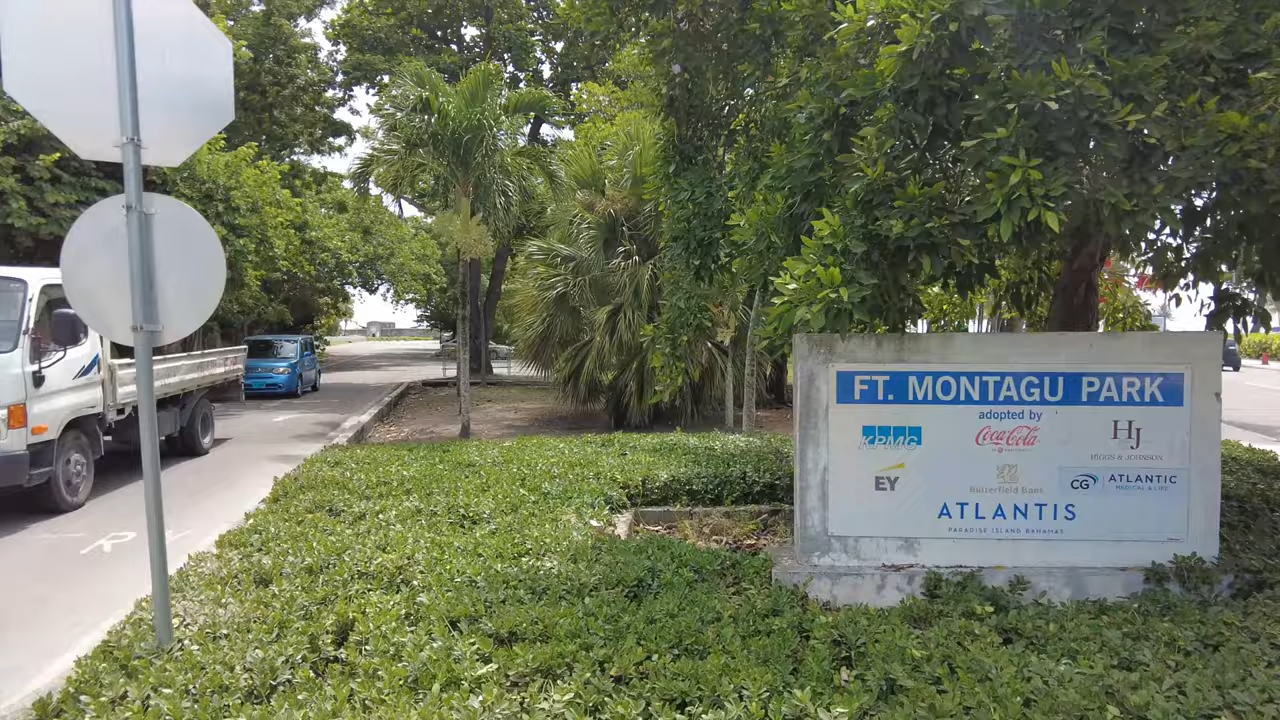 FT. MONTAGU PARK
adopted by
KPMG
Coca-Cola
HJ
HIGGS & JOHNSON
EY
Butterfield Bank
CG ATLANTIC
MEDICAL & LIFE
ATLANTIS
PARADISE ISLAND BAHAMAS
R